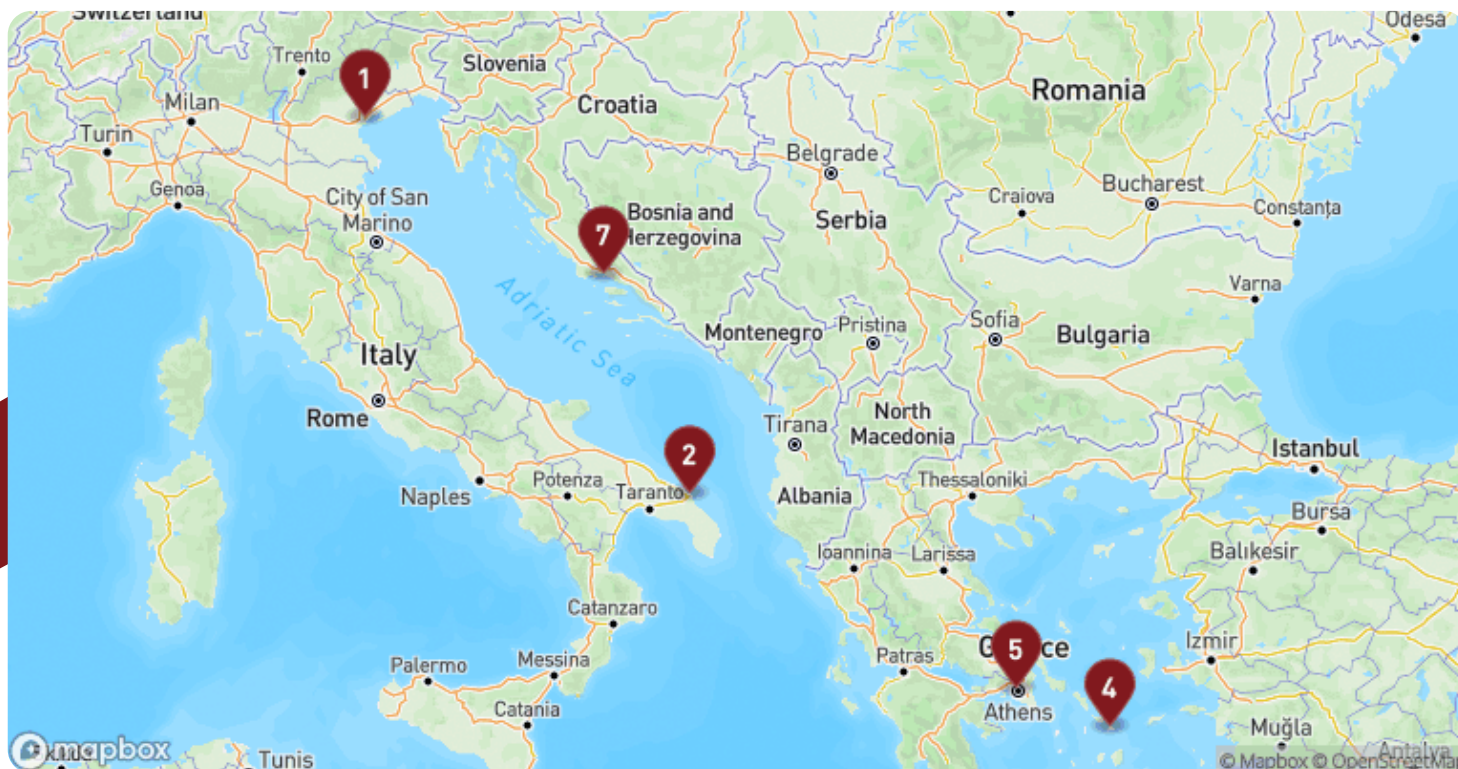 Switzerland
Odesa
Trento
1
Slovenia
Romania
Milan
Croatia
Turin
Belgrade
Genoa
City of San
Marino
Craiova
Bucharest
Constanța
Bosnia and
Herzegovina
7
Serbia
Varna
Adriatic Sea
Montenegro
Pristina
Sofia
Bulgaria
Italy
Rome
Tirana
North
Macedonia
Istanbul
2
Naples
Potenza
Taranto
Albania
Thessaloniki
Bursa
Ioannina
Larissa
Balıkesir
Catanzaro
Izmir
Greece
5
Patras
Palermo
Messina
4
Athens
Catania
Muğla
mapbox
Tunis
Antalya
© Mapbox © OpenStreetMap